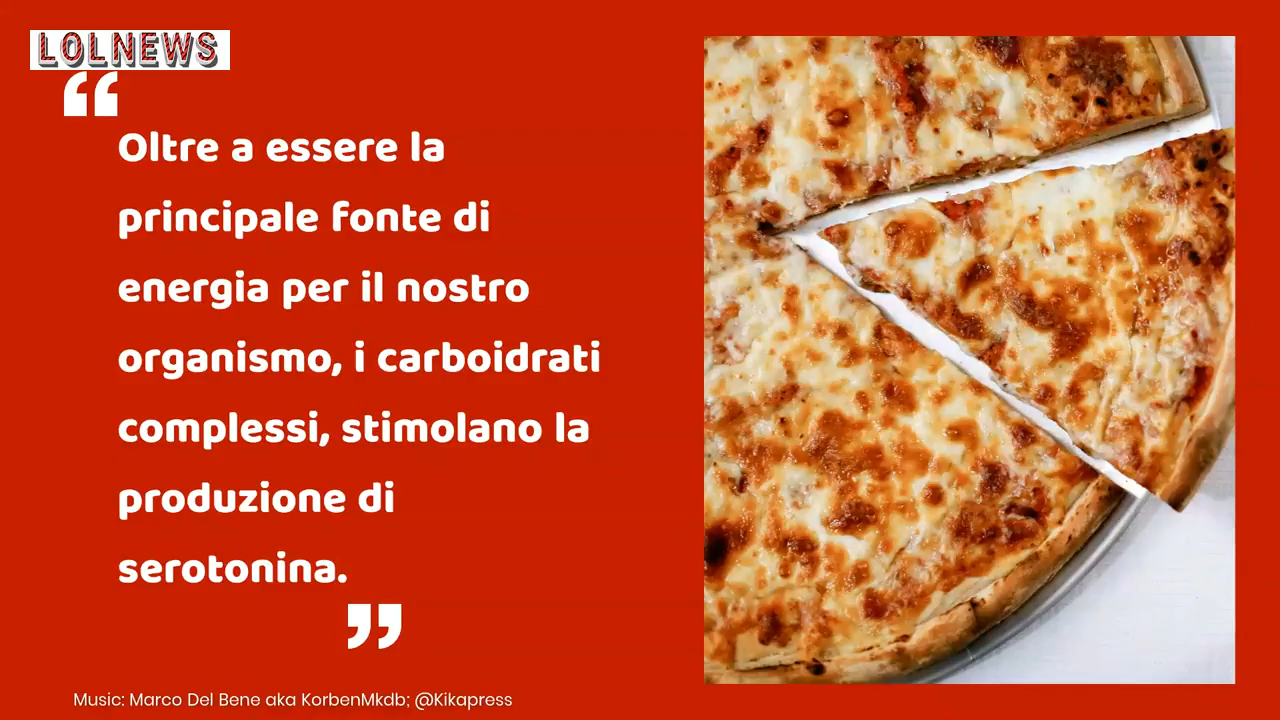 LOLNEWS
“
Oltre a essere la
principale fonte di
energia per il nostro
organismo, i carboidrati
complessi, stimolano la
produzione di
serotonina.
”
Music: Marco Del Bene aka KorbenMkdb; @Kikapress